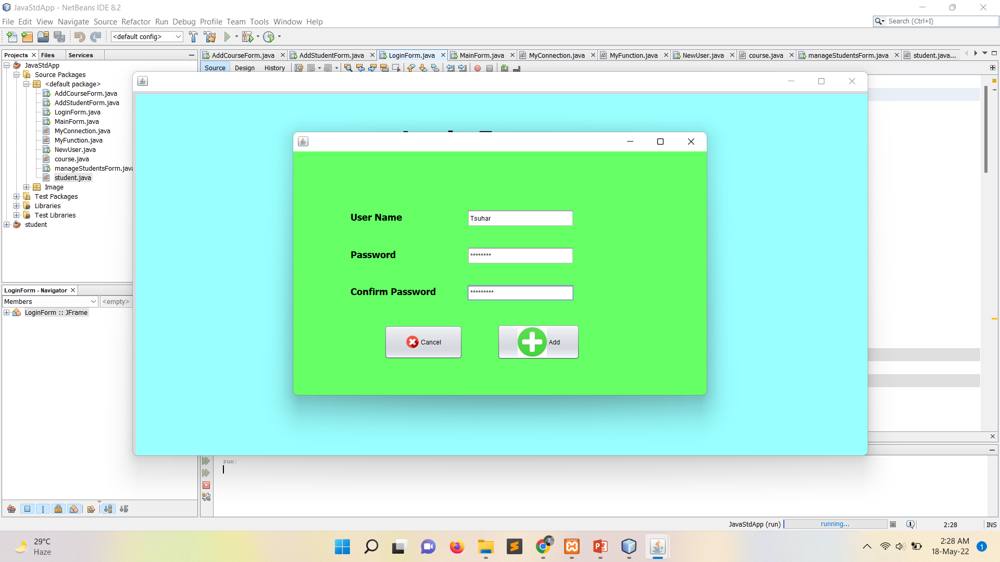 JavaStdApp - NetBeans IDE 8.2
File Edit View Navigate Source Refactor Run Debug Profile Team Tools Window Help
Search (Ctrl+I)
<default config>
Projects Files Services
AddCourseForm.java AddStudentForm.java LoginForm.java MainForm.java MyConnection.java MyFunction.java NewUser.java course.java manageStudentsForm.java student.java...
Source Design History
JavaStdApp
Source Packages
<default package>
AddCourseForm.java
AddStudentForm.java
LoginForm.java
MainForm.java
MyConnection.java
MyFunction.java
NewUser.java
course.java
manageStudentsForm.java
student.java
Image
Test Packages
Libraries
Test Libraries
student
LoginForm - Navigator
Members
<empty>
LoginForm :: JFrame
User Name
Tsuhar
Password
********
Confirm Password
*********
Cancel
Add
run:
JavaStdApp (run)
running...
1
2:28
INS
29°C
Haze
2:28 AM
18-May-22
1